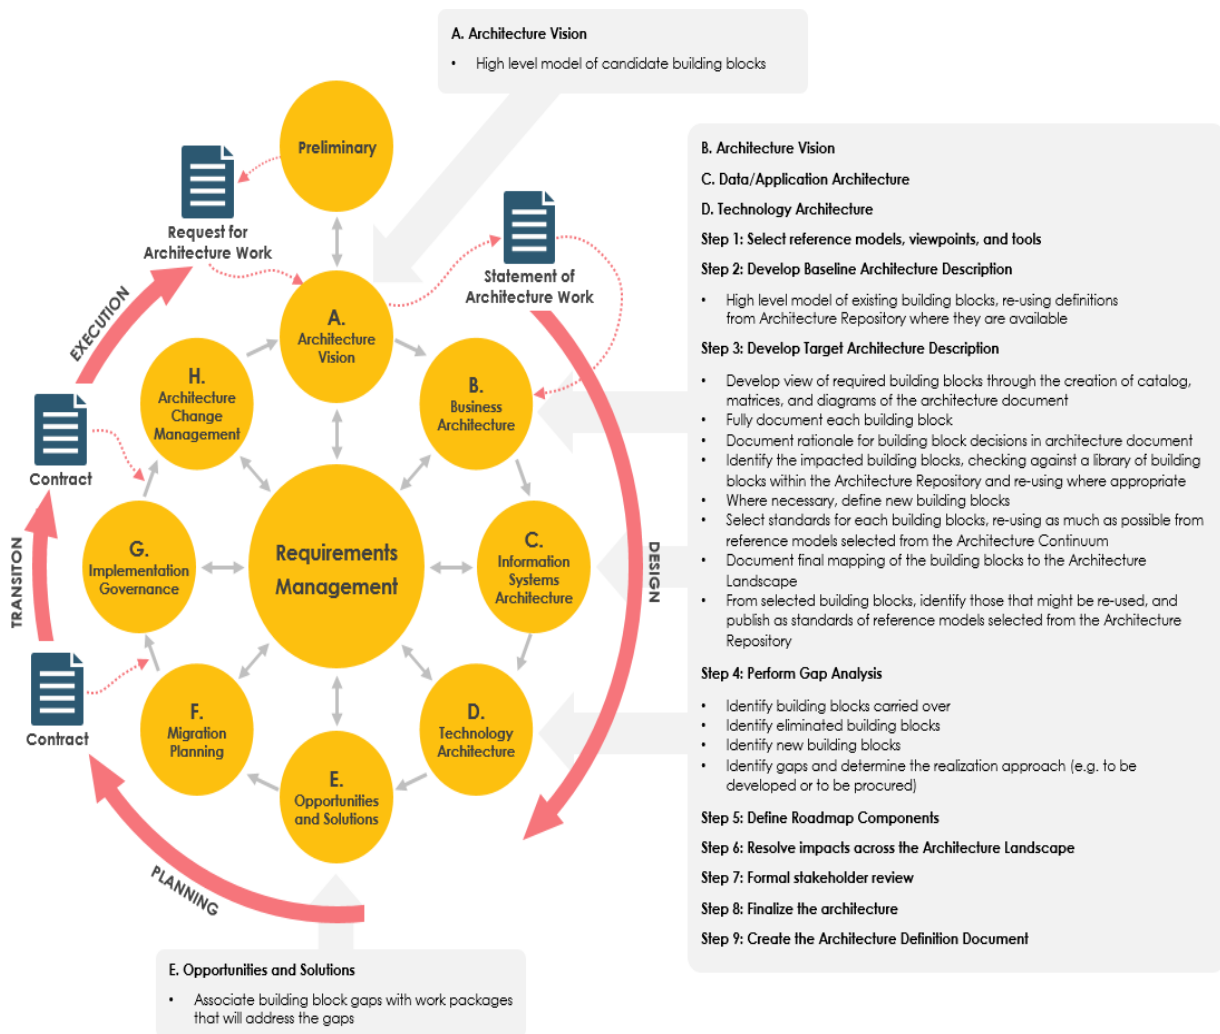 A. Architecture Vision
• High level model of candidate building blocks
Preliminary
Request for
Architecture Work
Statement of
Architecture Work
EXECUTION
A.
Architecture
Vision
H.
Architecture
Change
Management
B.
Business
Architecture
Contract
Requirements
Management
G.
Implementation
Governance
C.
Information
Systems
Architecture
DESIGN
TRANSITON
Contract
F.
Migration
Planning
D.
Technology
Architecture
E.
Opportunities
and Solutions
PLANNING
B. Architecture Vision
C. Data/Application Architecture
D. Technology Architecture
Step 1: Select reference models, viewpoints, and tools
Step 2: Develop Baseline Architecture Description
• High level model of existing building blocks, re-using definitions
from Architecture Repository where they are available
Step 3: Develop Target Architecture Description
• Develop view of required building blocks through the creation of catalog,
matrices, and diagrams of the architecture document
• Fully document each building block
• Document rationale for building block decisions in architecture document
• Identify the impacted building blocks, checking against a library of building
blocks within the Architecture Repository and re-using where appropriate
• Where necessary, define new building blocks
• Select standards for each building blocks, re-using as much as possible from
reference models selected from the Architecture Continuum
• Document final mapping of the building blocks to the Architecture
Landscape
• From selected building blocks, identify those that might be re-used, and
publish as standards of reference models selected from the Architecture
Repository
Step 4: Perform Gap Analysis
• Identify building blocks carried over
• Identify eliminated building blocks
• Identify new building blocks
• Identify gaps and determine the realization approach (e.g. to be
developed or to be procured)
Step 5: Define Roadmap Components
Step 6: Resolve impacts across the Architecture Landscape
Step 7: Formal stakeholder review
Step 8: Finalize the architecture
Step 9: Create the Architecture Definition Document
E. Opportunities and Solutions
• Associate building block gaps with work packages
that will address the gaps